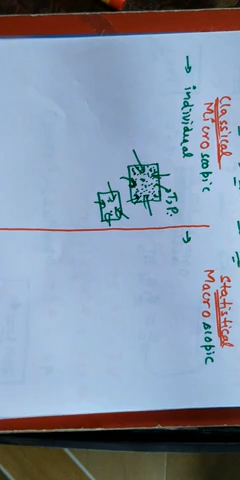 Classical
Microscopic
→ individual
T, P,
Statistical
Macroscopic
→